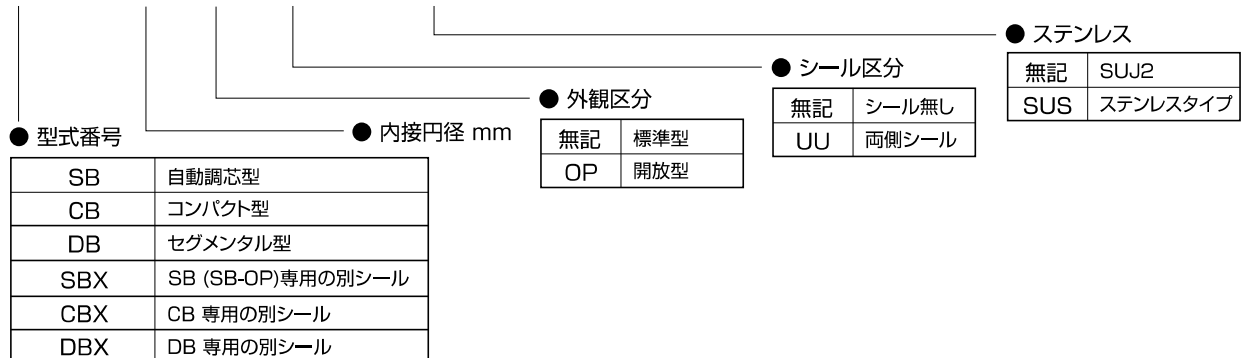 ● ステンレス
無記 SUJ2
SUS ステンレスタイプ
● シール区分
無記 シール無し
UU 両側シール
● 外観区分
無記 標準型
OP 開放型
● 内接円径 mm
● 型式番号
SB 自動調芯型
CB コンパクト型
DB セグメンタル型
SBX SB (SB-OP)専用の別シール
CBX CB 専用の別シール
DBX DB 専用の別シール